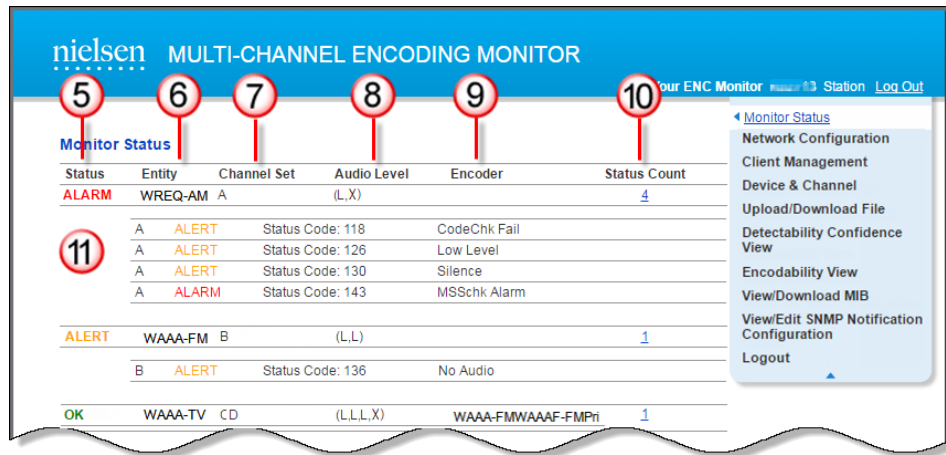 nielsen MULTI-CHANNEL ENCODING MONITOR
5 6 7 8 9 10
our ENC Monitor Station Log Out
Monitor Status
Status Entity Channel Set Audio Level Encoder Status Count
ALARM WREQ-AM A (L,X) 4
11
A ALERT Status Code: 118 CodeChk Fail
A ALERT Status Code: 126 Low Level
A ALERT Status Code: 130 Silence
A ALARM Status Code: 143 MSSchk Alarm
ALERT WAAA-FM B (L,L) 1
B ALERT Status Code: 136 No Audio
OK WAAA-TV CD (L,L,L,X) WAAA-FMWAAAF-FMPri 1
Monitor Status
Network Configuration
Client Management
Device & Channel
Upload/Download File
Detectability Confidence
View
Encodability View
View/Download MIB
View/Edit SNMP Notification
Configuration
Logout